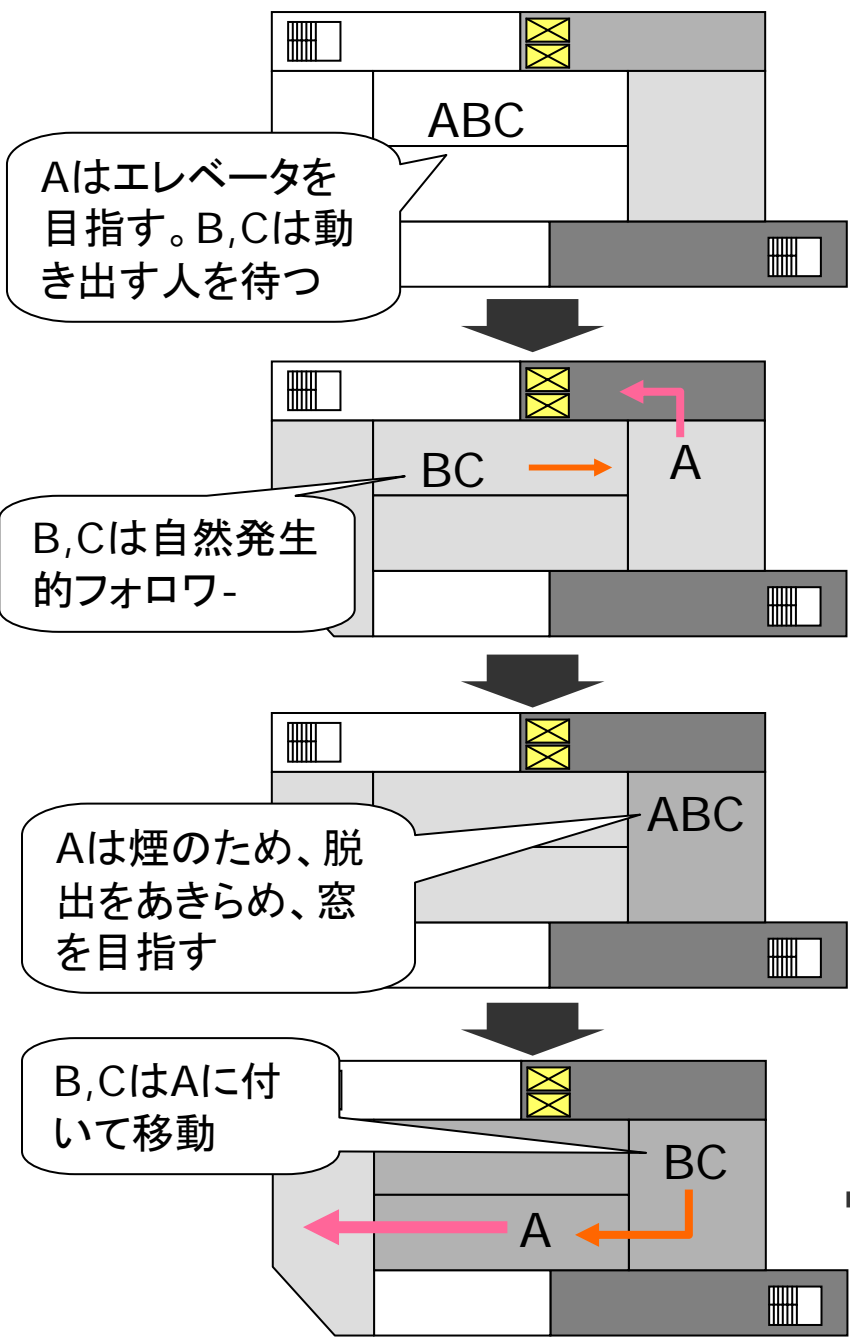 ABC
Aはエレベータを
目指す。B,Cは動
き出す人を待つ
BC
A
B,Cは自然発生
的フォロワ-
ABC
Aは煙のため、脱
出をあきらめ、窓
を目指す
B,CはAに付
いて移動
BC
A